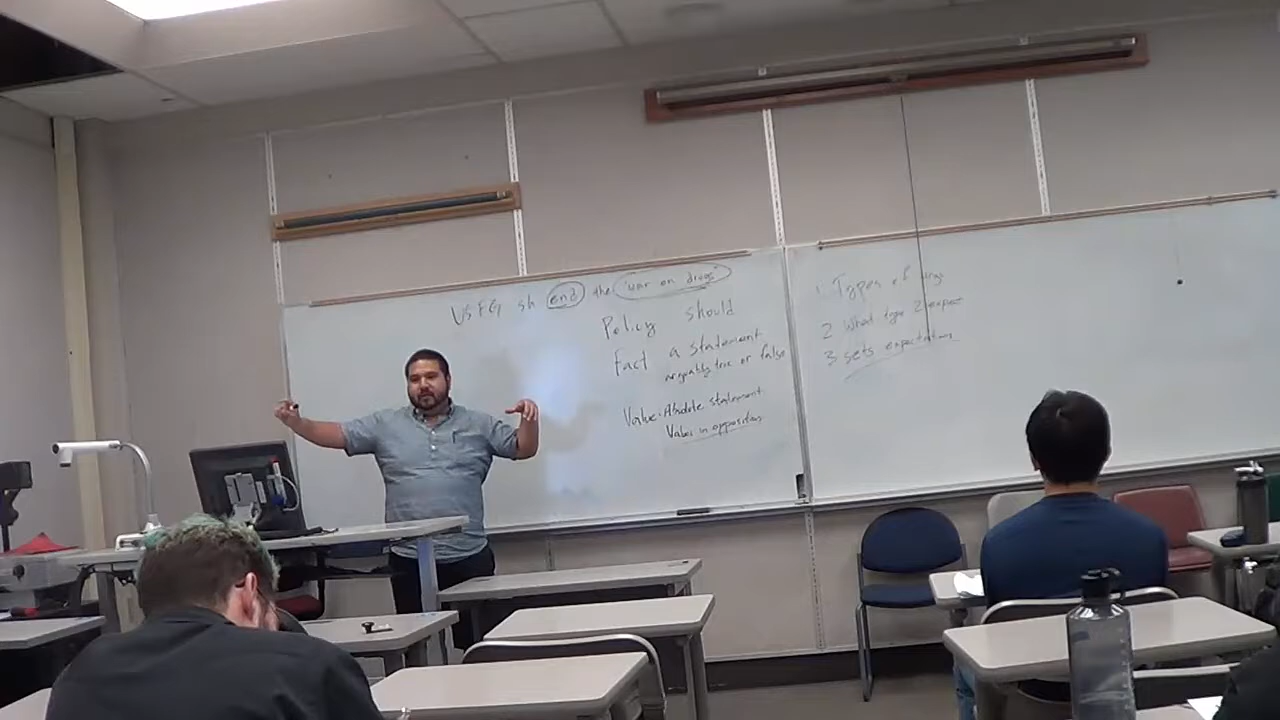 USFG sh end the "war on drugs"
Policy should
Fact a statement
arguably true or false
Value-Absolute statement
Values in opposition
1 Types of args
2 What type 2 expect
3 sets expectations